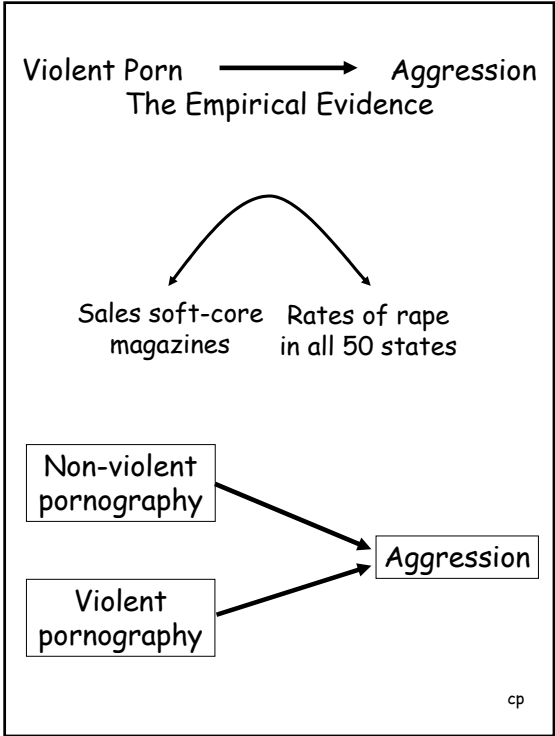 Violent Porn Aggression
The Empirical Evidence
Sales soft-core
magazines
Rates of rape
in all 50 states
Non-violent
pornography
Aggression
Violent
pornography
cp